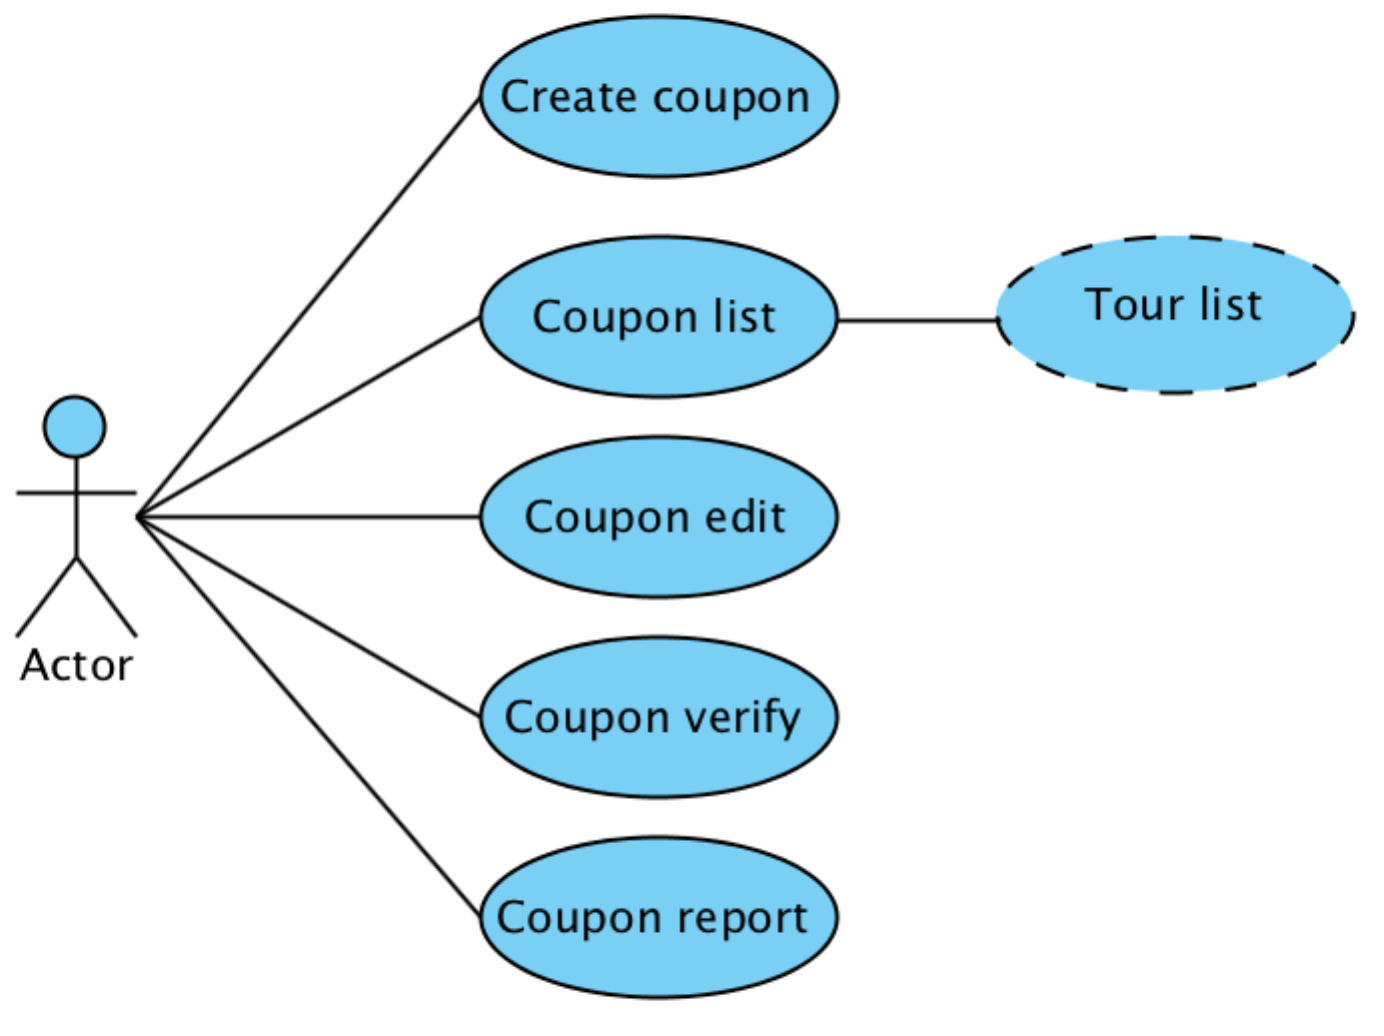 Create coupon
Coupon list
Tour list
Coupon edit
Actor
Coupon verify
Coupon report